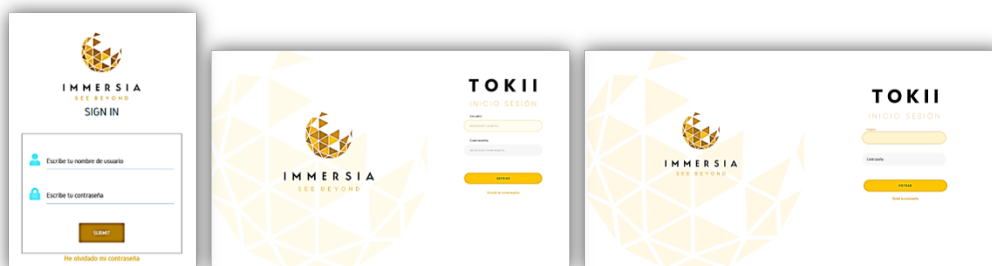 IMMERSIA
SEE BEYOND
SIGN IN
Escribe tu nombre de usuario
Escribe tu contraseña
SUBMIT
He olvidado mi contraseña
IMMERSIA
SEE BEYOND
TOKII
INICIO SESIÓN
Usuario
Contraseña
ENTRAR
IMMERSIA
SEE BEYOND
TOKII
INICIO SESIÓN
Contraseña
ENTRAR